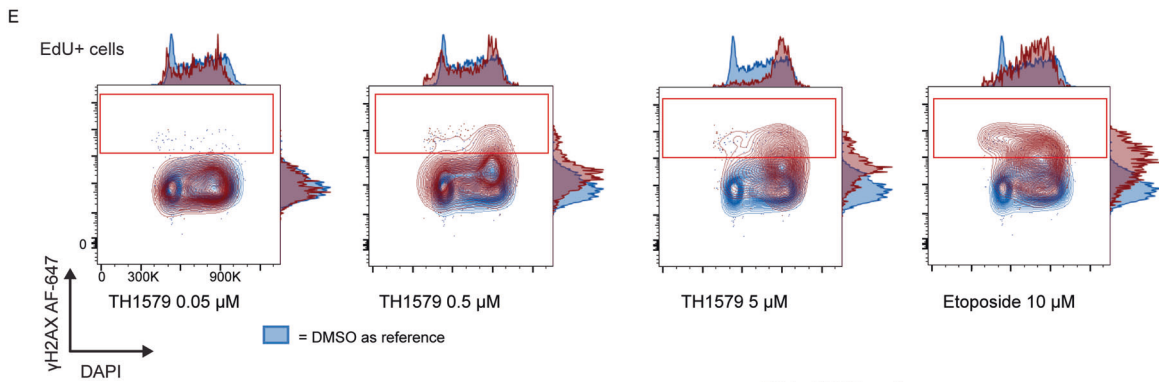 E
EdU+ cells
0
0 300K 900K
TH1579 0.05 µM TH1579 0.5 µM TH1579 5 µM Etoposide 10 µM
γH2AX AF-647
= DMSO as reference
DAPI